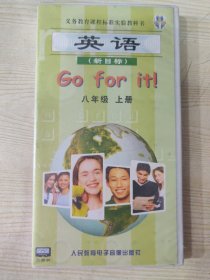 义务教育课程标准实验教科书
英语
(新目标)
Go for it!
八年级 上册
人民教育电子音像出版社